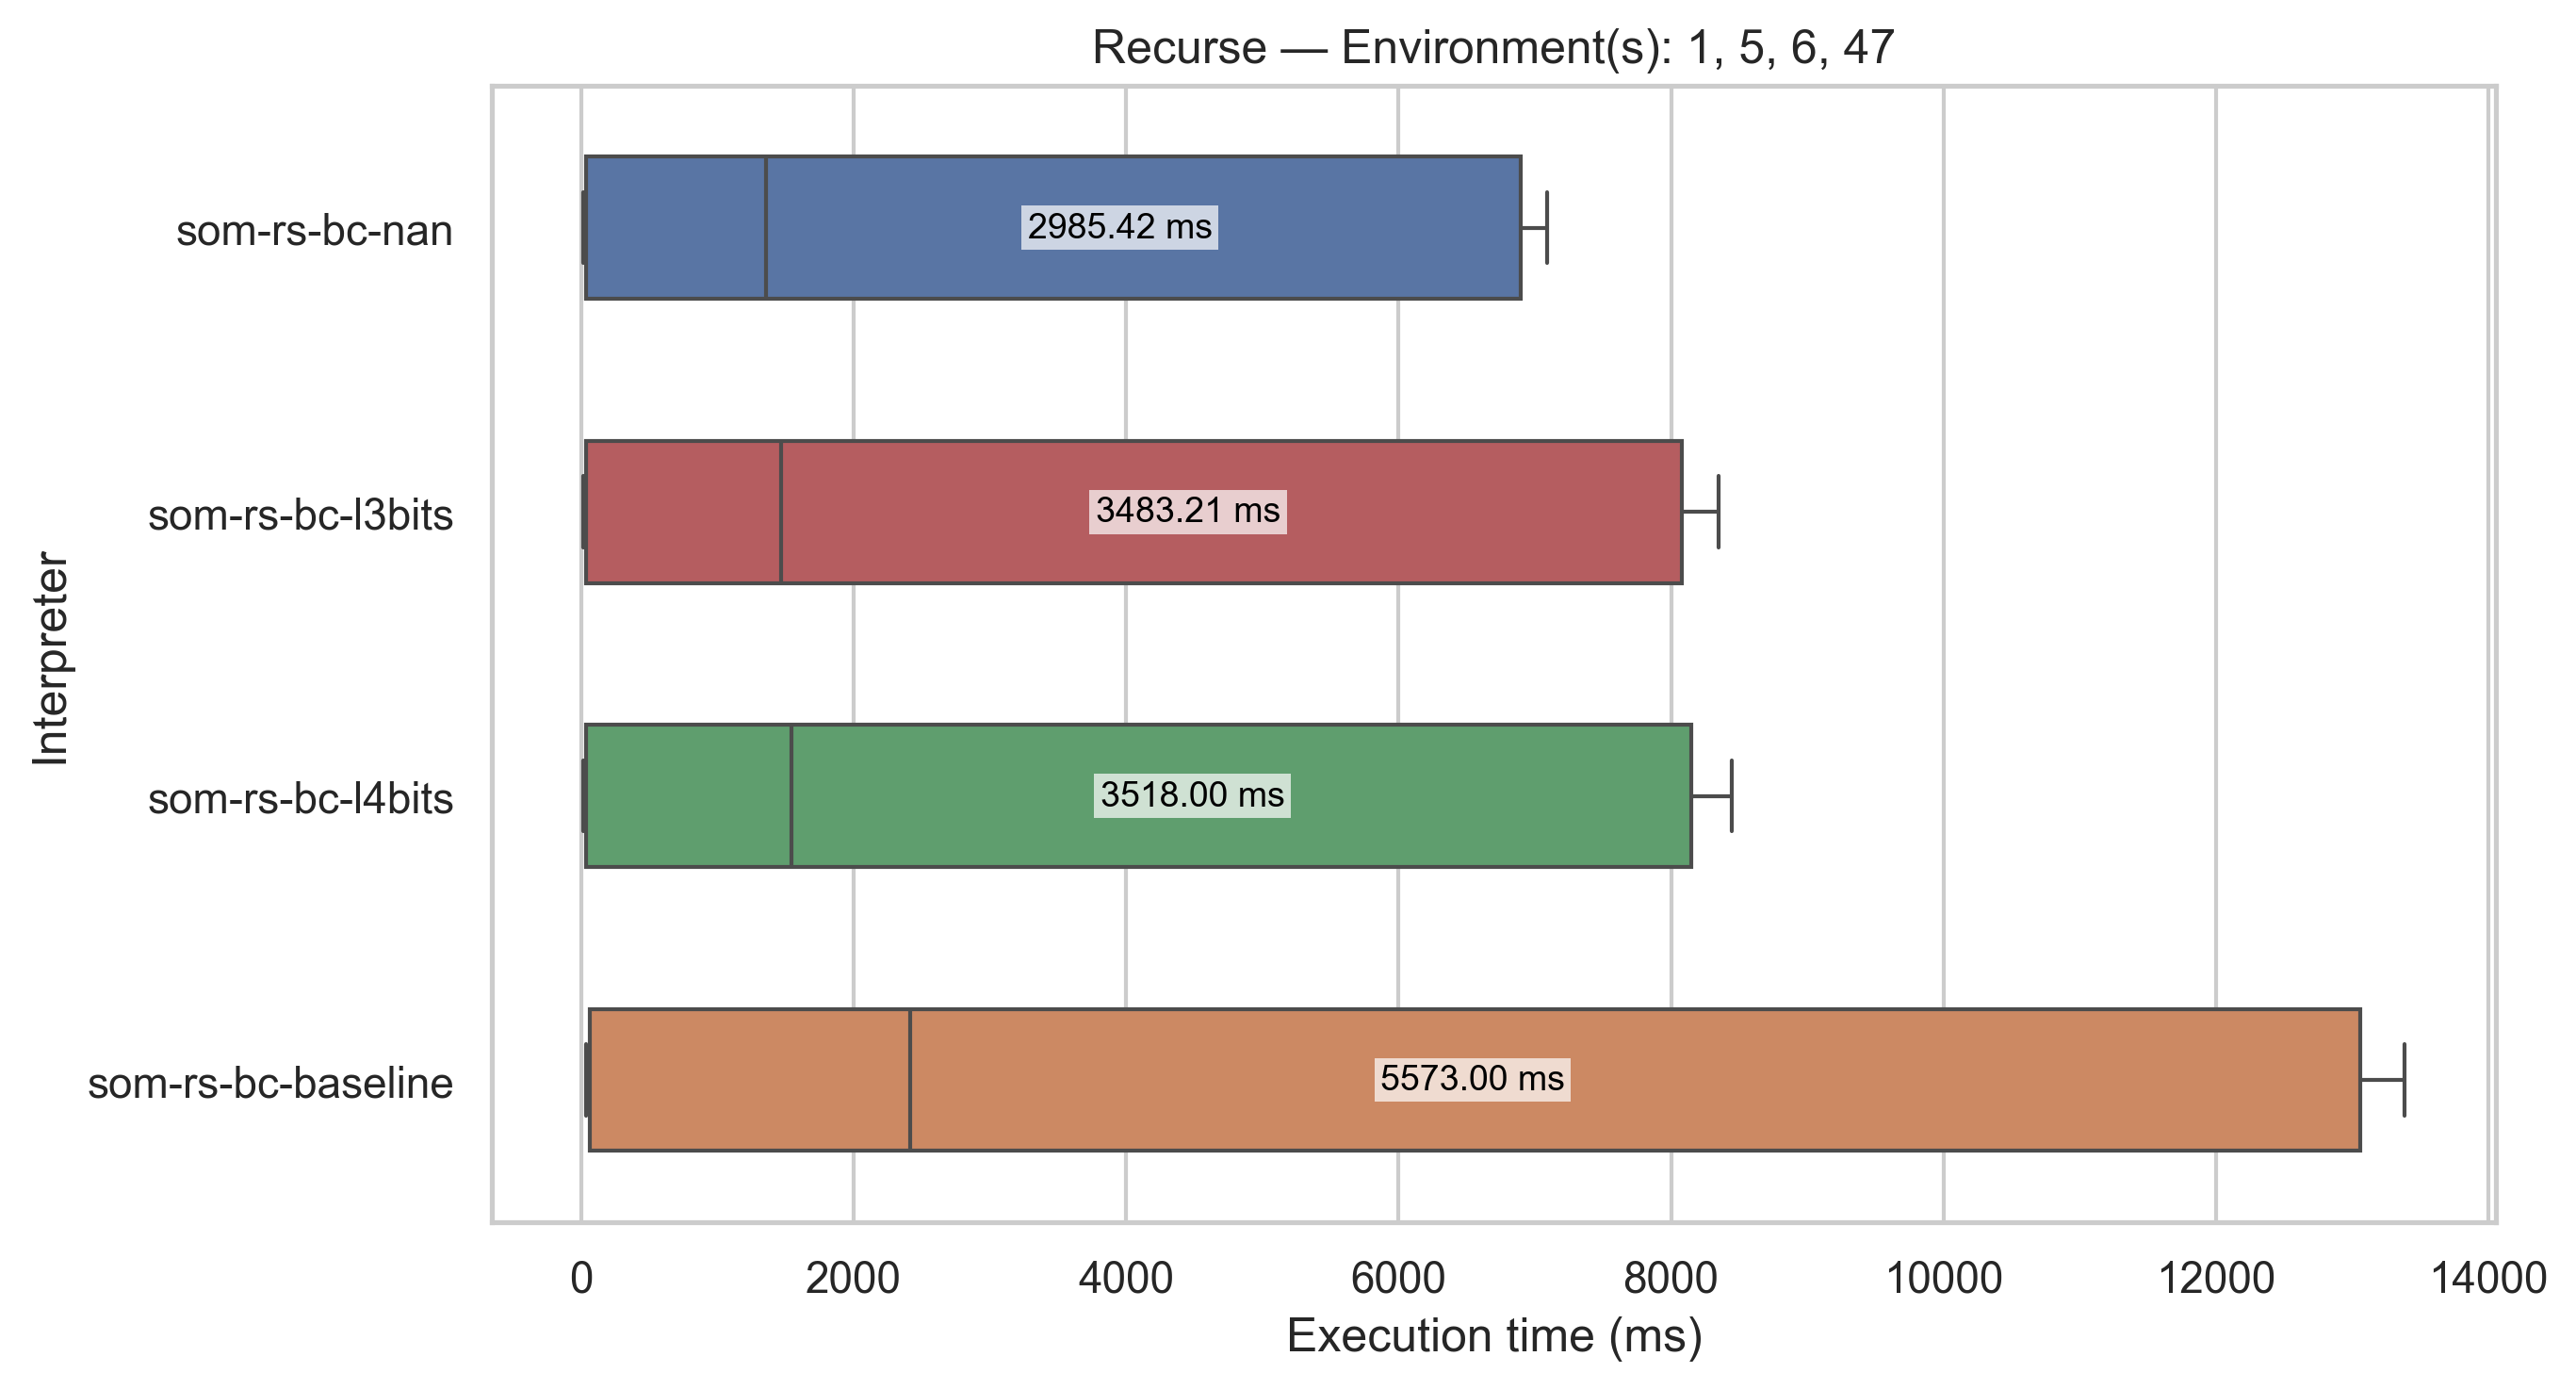 Recurse — Environment(s): 1, 5, 6, 47
Interpreter
som-rs-bc-nan
2985.42 ms
som-rs-bc-l3bits
3483.21 ms
som-rs-bc-l4bits
3518.00 ms
som-rs-bc-baseline
5573.00 ms
0 2000 4000 6000 8000 10000 12000 14000
Execution time (ms)